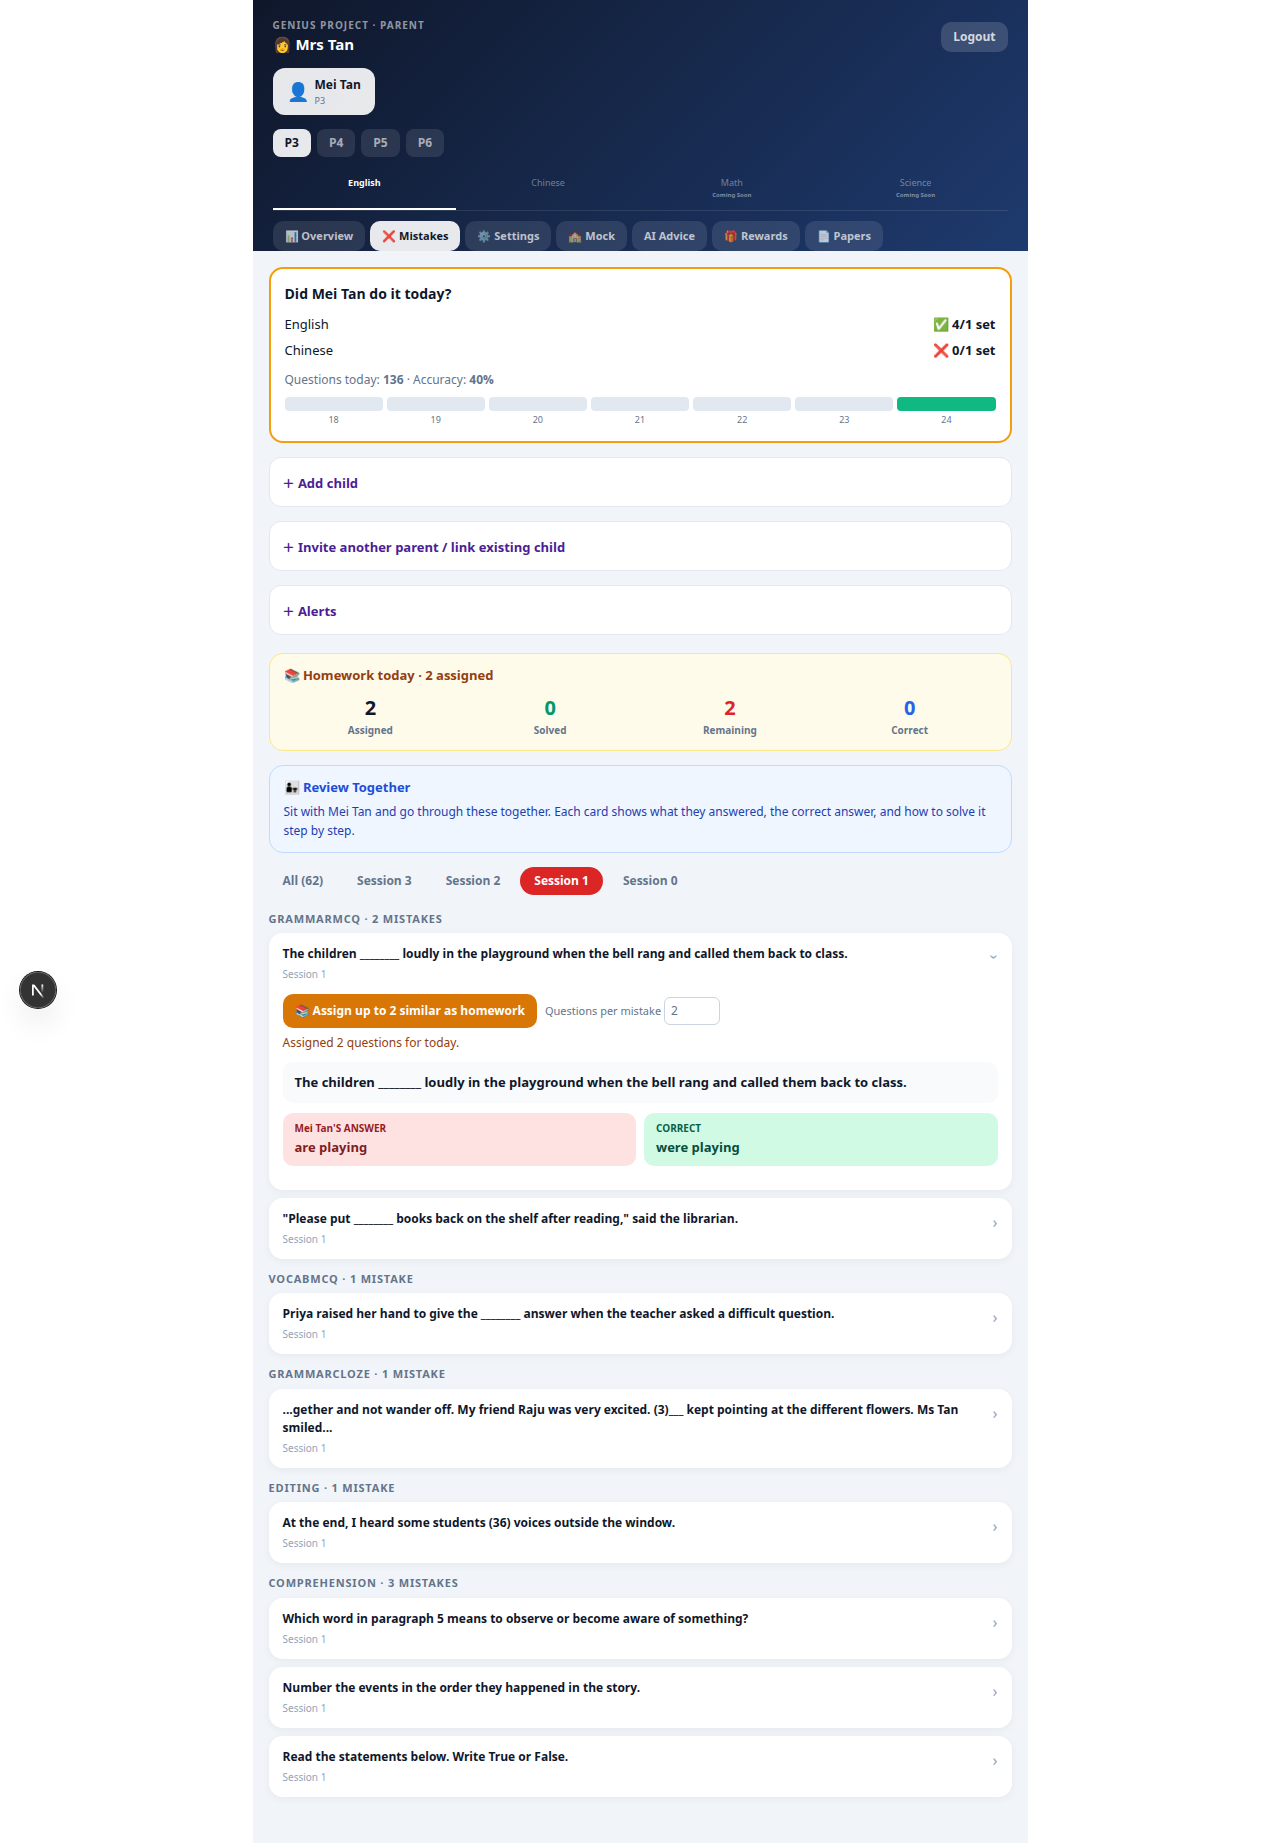 GENIUS PROJECT · PARENT
👩 Mrs Tan
Logout
Mei Tan
P3
P3 P4 P5 P6
English Chinese Math Science
Coming Soon Coming Soon
📊 Overview ❌ Mistakes ⚙️ Settings 🏫 Mock AI Advice 🎁 Rewards 📄 Papers
Did Mei Tan do it today?
English ✅ 4/1 set
Chinese ❌ 0/1 set
Questions today: 136 · Accuracy: 40%
18 19 20 21 22 23 24
+ Add child
+ Invite another parent / link existing child
+ Alerts
📚 Homework today · 2 assigned
2 0 2 0
Assigned Solved Remaining Correct
👨‍👧 Review Together
Sit with Mei Tan and go through these together. Each card shows what they answered, the correct answer, and how to solve it
step by step.
All (62) Session 3 Session 2 Session 1 Session 0
GRAMMARMCQ · 2 MISTAKES
The children ________ loudly in the playground when the bell rang and called them back to class.
Session 1
📚 Assign up to 2 similar as homework Questions per mistake 2
Assigned 2 questions for today.
The children ________ loudly in the playground when the bell rang and called them back to class.
Mei Tan'S ANSWER CORRECT
are playing were playing
"Please put ________ books back on the shelf after reading," said the librarian.
Session 1
VOCABMCQ · 1 MISTAKE
Priya raised her hand to give the ________ answer when the teacher asked a difficult question.
Session 1
GRAMMARCLOZE · 1 MISTAKE
...gether and not wander off. My friend Raju was very excited. (3)___ kept pointing at the different flowers. Ms Tan
smiled...
Session 1
EDITING · 1 MISTAKE
At the end, I heard some students (36) voices outside the window.
Session 1
COMPREHENSION · 3 MISTAKES
Which word in paragraph 5 means to observe or become aware of something?
Session 1
Number the events in the order they happened in the story.
Session 1
Read the statements below. Write True or False.
Session 1